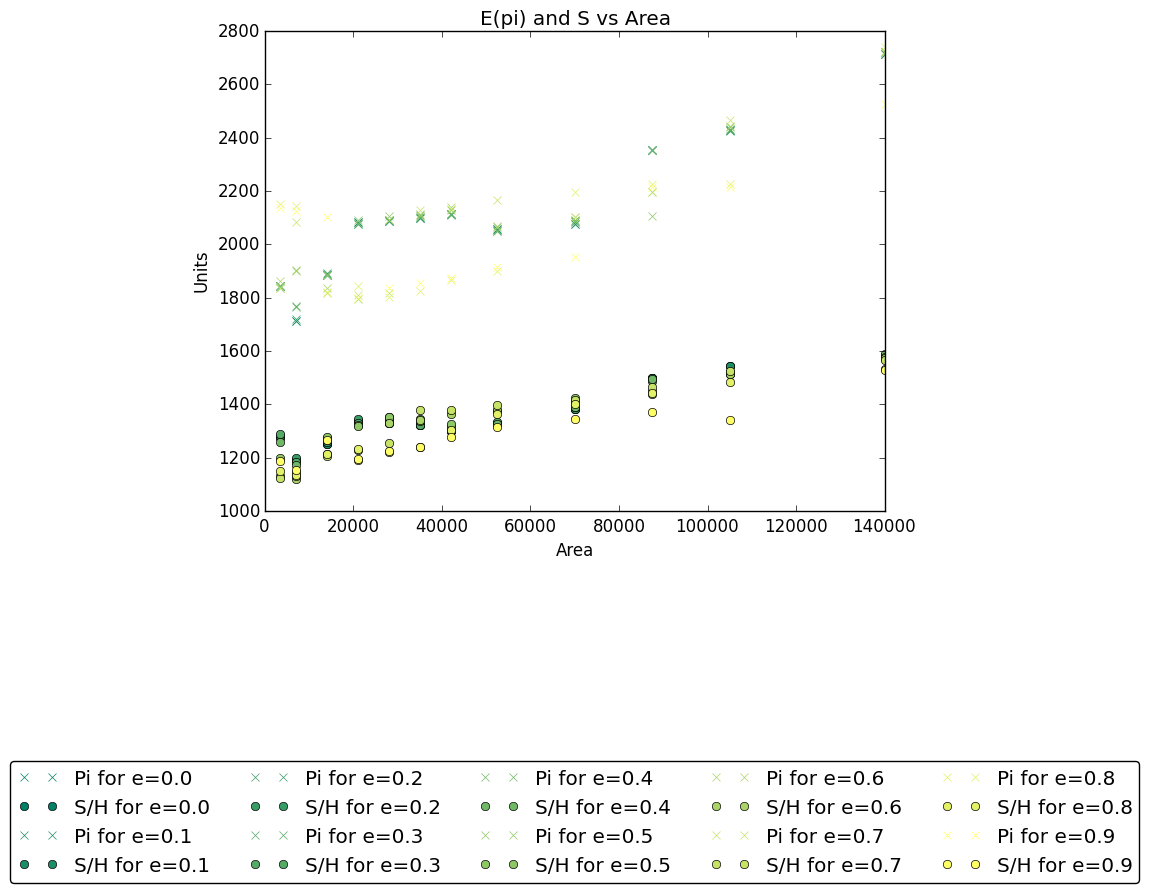 E(pi) and S vs Area
2800
2600
2400
2200
2000
1800
1600
1400
1200
1000
Units
0 20000 40000 60000 80000 100000 120000 140000
Area
Pi for e=0.0 Pi for e=0.2 Pi for e=0.4 Pi for e=0.6 Pi for e=0.8
S/H for e=0.0 S/H for e=0.2 S/H for e=0.4 S/H for e=0.6 S/H for e=0.8
Pi for e=0.1 Pi for e=0.3 Pi for e=0.5 Pi for e=0.7 Pi for e=0.9
S/H for e=0.1 S/H for e=0.3 S/H for e=0.5 S/H for e=0.7 S/H for e=0.9